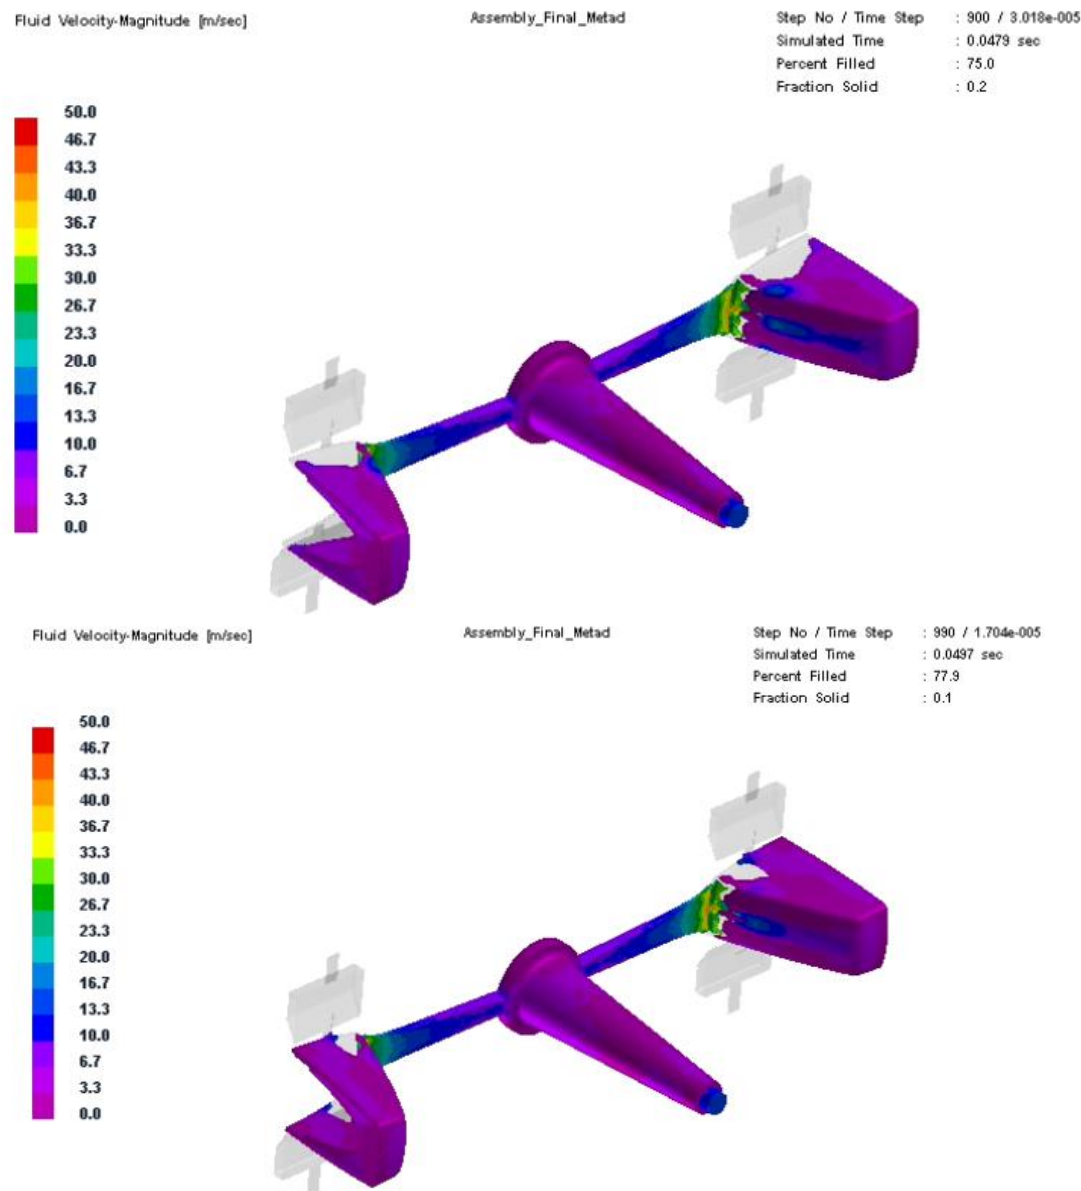 Fluid Velocity-Magnitude [m/sec]
Assembly_Final_Metad
Step No / Time Step : 900 / 3.018e-005
Simulated Time : 0.0479 sec
Percent Filled : 75.0
Fraction Solid : 0.2
50.0
46.7
43.3
40.0
36.7
33.3
30.0
26.7
23.3
20.0
16.7
13.3
10.0
6.7
3.3
0.0
Fluid Velocity-Magnitude [m/sec]
Assembly_Final_Metad
Step No / Time Step : 990 / 1.704e-005
Simulated Time : 0.0497 sec
Percent Filled : 77.9
Fraction Solid : 0.1
50.0
46.7
43.3
40.0
36.7
33.3
30.0
26.7
23.3
20.0
16.7
13.3
10.0
6.7
3.3
0.0